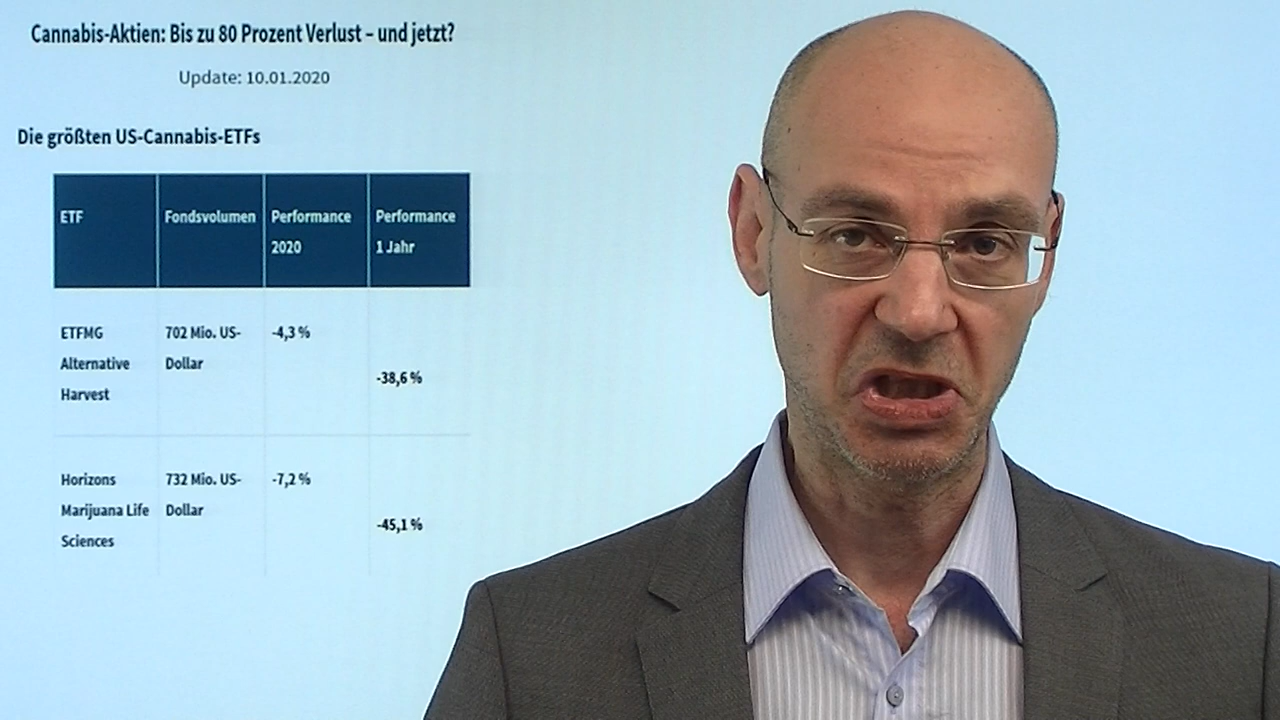 Cannabis-Aktien: Bis zu 80 Prozent Verlust – und jetzt?
Update: 10.01.2020
Die größten US-Cannabis-ETFs
ETF Fondsvolumen Performance 2020 Performance 1 Jahr
ETFMG Alternative Harvest 702 Mio. US-Dollar -4,3 % -38,6 %
Horizons Marijuana Life Sciences 732 Mio. US-Dollar -7,2 % -45,1 %